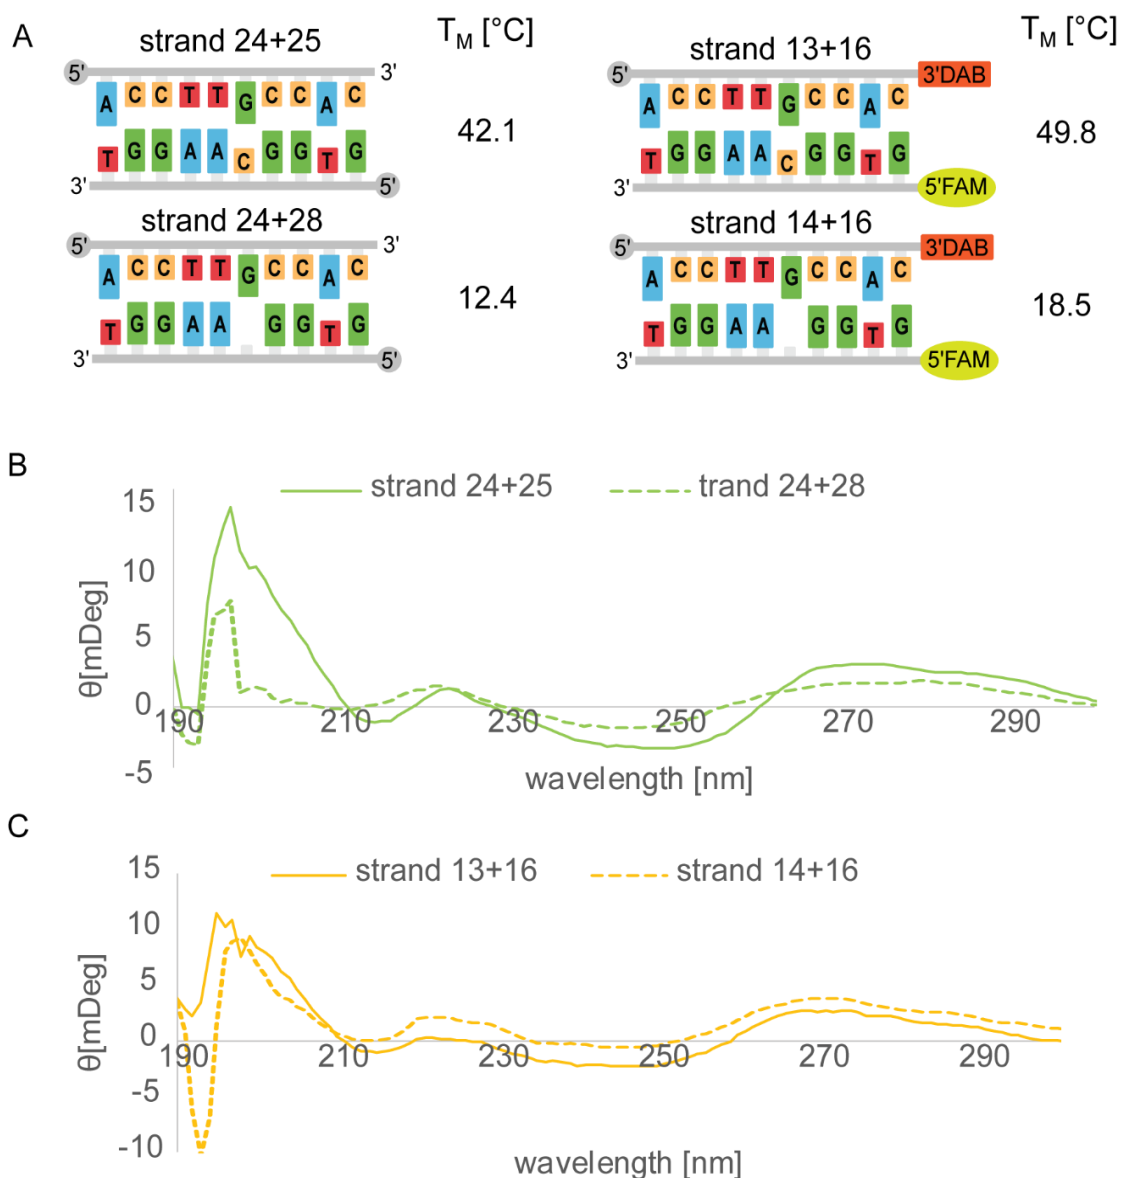 A
strand 24+25
TM [°C]
5' 3'
A C C T T G C C A C
T G G A A C G G T G
3' 5'
42.1
strand 24+28
5' 3'
A C C T T G C C A C
T G G A A G G T G
3' 5'
12.4
strand 13+16
TM [°C]
5' 3'DAB
A C C T T G C C A C
T G G A A C G G T G
3' 5'FAM
49.8
strand 14+16
5' 3'DAB
A C C T T G C C A C
T G G A A G G T G
3' 5'FAM
18.5
B
strand 24+25 trand 24+28
15
10
5
0
-5
θ[mDeg]
190 210 230 250 270 290
wavelength [nm]
C
strand 13+16 strand 14+16
15
10
5
0
-5
-10
θ[mDeg]
190 210 230 250 270 290
wavelength [nm]